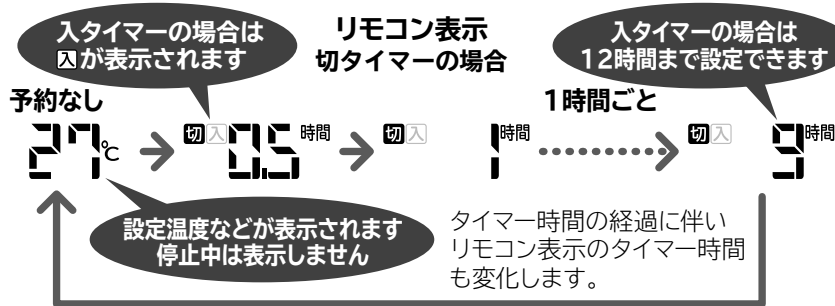 入タイマーの場合は
入が表示されます
リモコン表示
切タイマーの場合
入タイマーの場合は
12時間まで設定できます
予約なし
1時間ごと
27℃
切入 0.5 時間
切入 1 時間
切入 9 時間
設定温度などが表示されます
停止中は表示しません
タイマー時間の経過に伴い
リモコン表示のタイマー時間
も変化します。